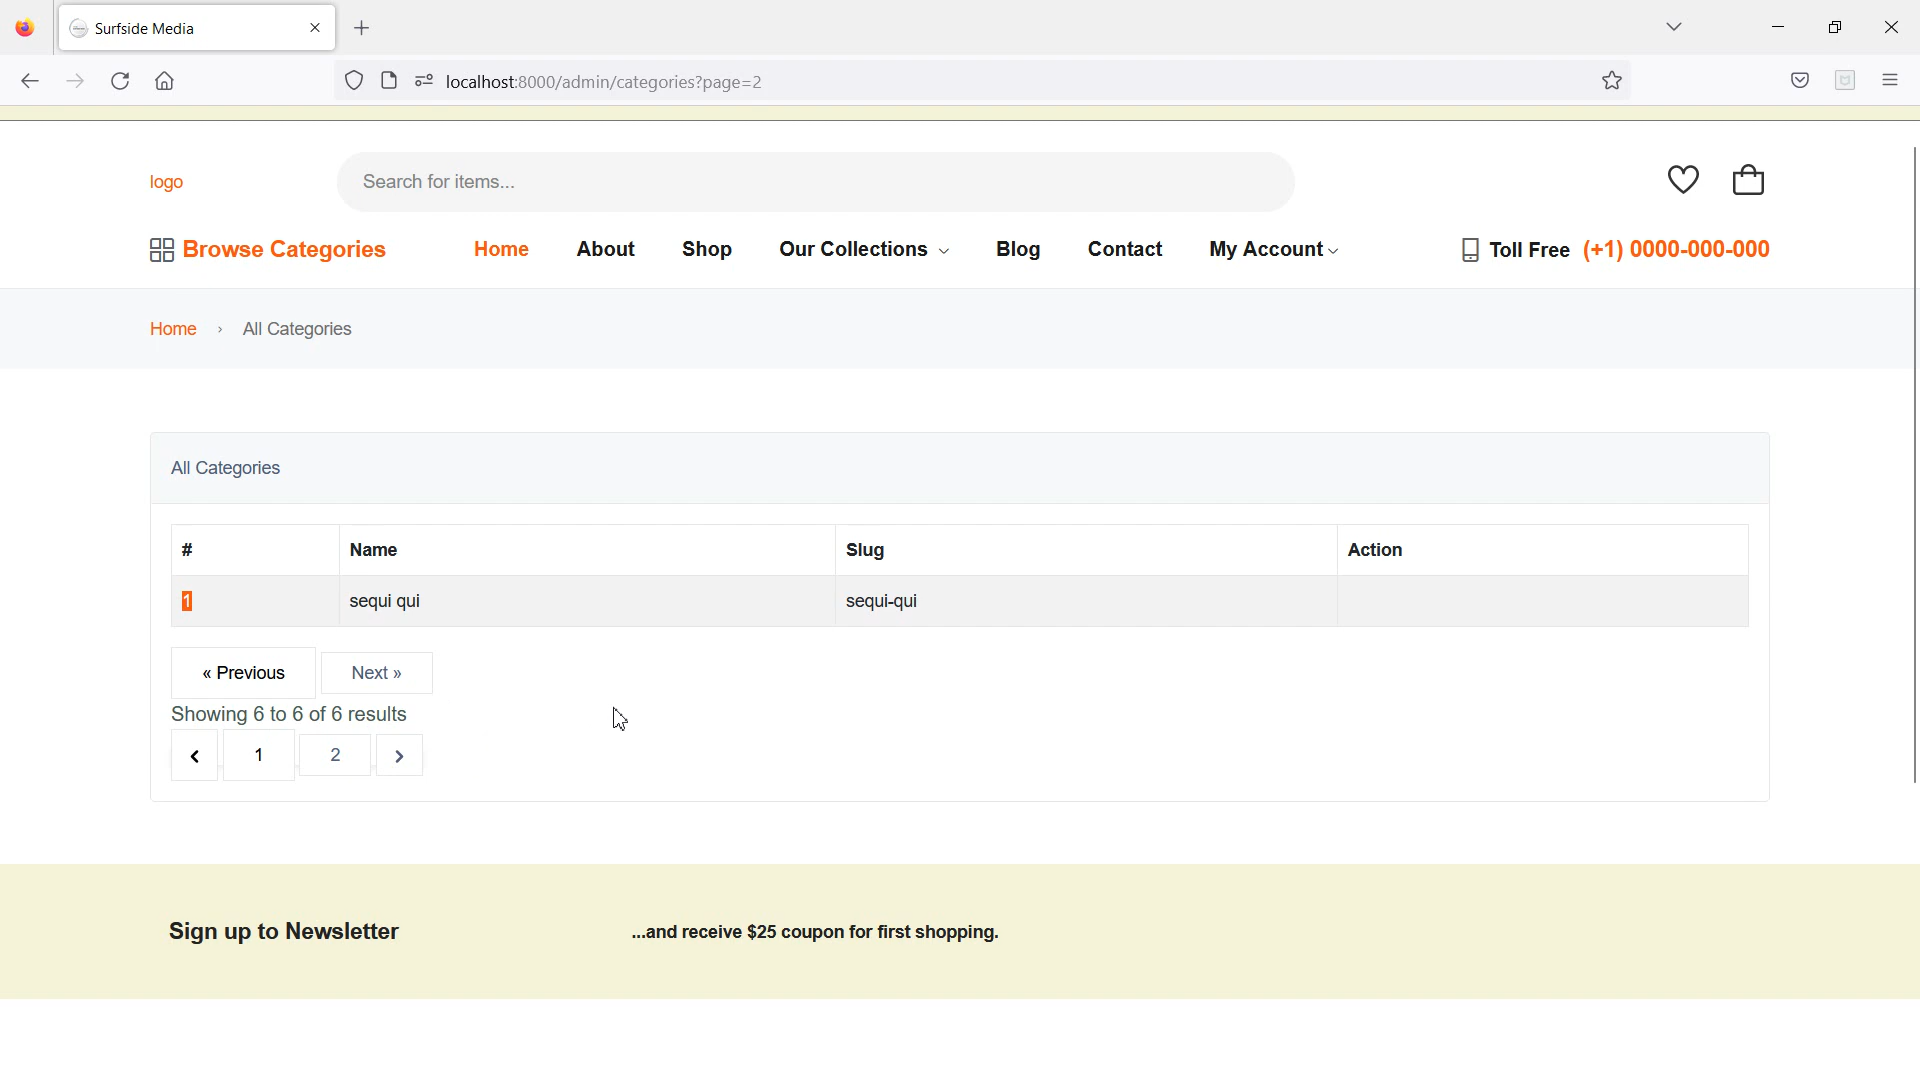 Surfside Media
localhost:8000/admin/categories?page=2
logo
Search for items...
Browse Categories Home About Shop Our Collections Blog Contact My Account Toll Free (+1) 0000-000-000
Home › All Categories
All Categories
# Name Slug Action
1 sequi qui sequi-qui
« Previous Next »
Showing 6 to 6 of 6 results
‹ 1 2 ›
Sign up to Newsletter ...and receive $25 coupon for first shopping.